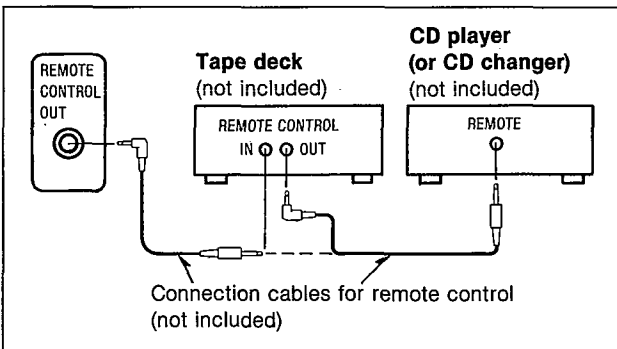 REMOTE
CONTROL
OUT
Tape deck
(not included)
REMOTE CONTROL
IN OUT
CD player
(or CD changer)
(not included)
REMOTE
Connection cables for remote control
(not included)